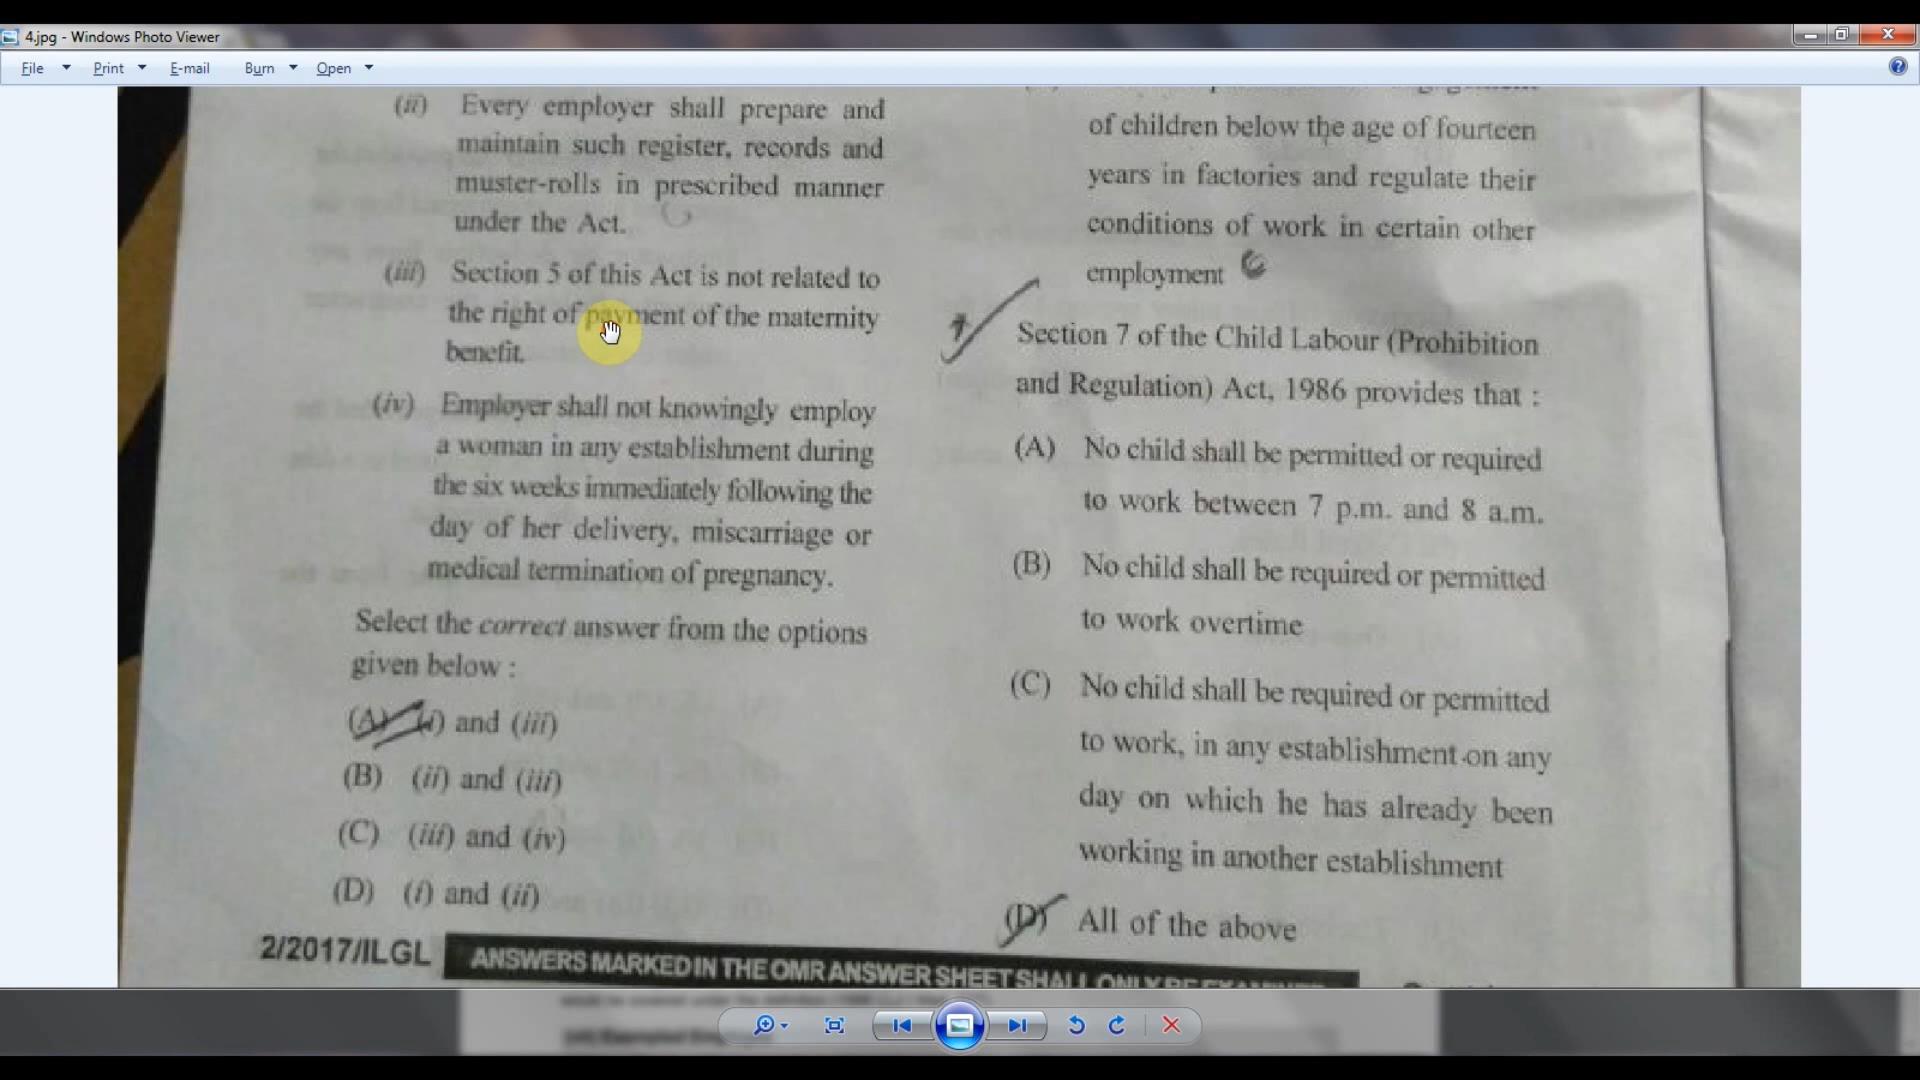 4.jpg - Windows Photo Viewer
File Print E-mail Burn Open
(ii) Every employer shall prepare and
maintain such register, records and
muster-rolls in prescribed manner
under the Act.
(iii) Section 5 of this Act is not related to
the right of payment of the maternity
benefit.
(iv) Employer shall not knowingly employ
a woman in any establishment during
the six weeks immediately following the
day of her delivery, miscarriage or
medical termination of pregnancy.
Select the correct answer from the options
given below :
(A) (i) and (iii)
(B) (ii) and (iii)
(C) (iii) and (iv)
(D) (i) and (ii)
2/2017/ILGL
ANSWERS MARKED IN THE OMR ANSWER SHEET SHALL ONLY BE
of children below the age of fourteen
years in factories and regulate their
conditions of work in certain other
employment
Section 7 of the Child Labour (Prohibition
and Regulation) Act, 1986 provides that :
(A) No child shall be permitted or required
to work between 7 p.m. and 8 a.m.
(B) No child shall be required or permitted
to work overtime
(C) No child shall be required or permitted
to work, in any establishment on any
day on which he has already been
working in another establishment
(D) All of the above